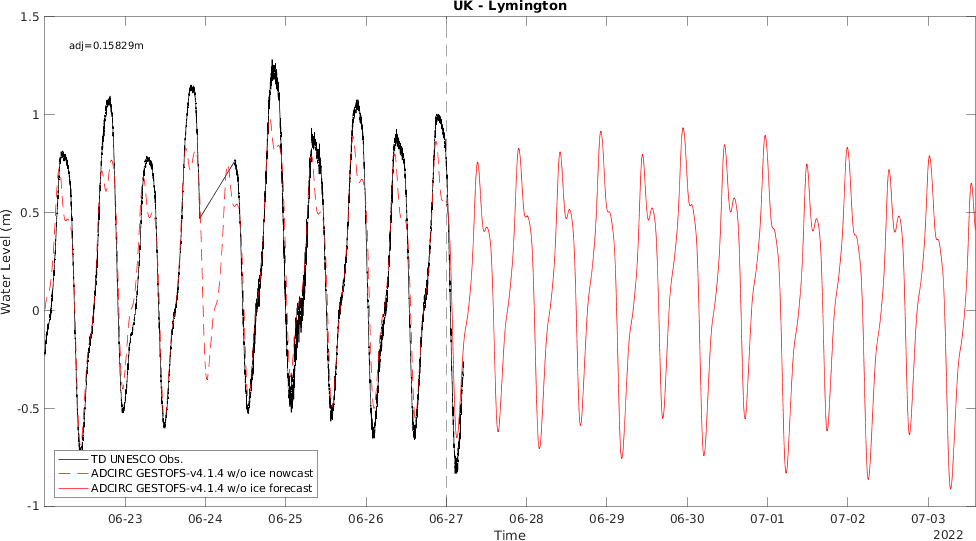 UK - Lymington
adj=0.15829m
1.5
1
0.5
0
-0.5
-1
Water Level (m)
TD UNESCO Obs.
ADCIRC GESTOFS-v4.1.4 w/o ice nowcast
ADCIRC GESTOFS-v4.1.4 w/o ice forecast
06-23 06-24 06-25 06-26 06-27 06-28 06-29 06-30 07-01 07-02 07-03
Time
2022